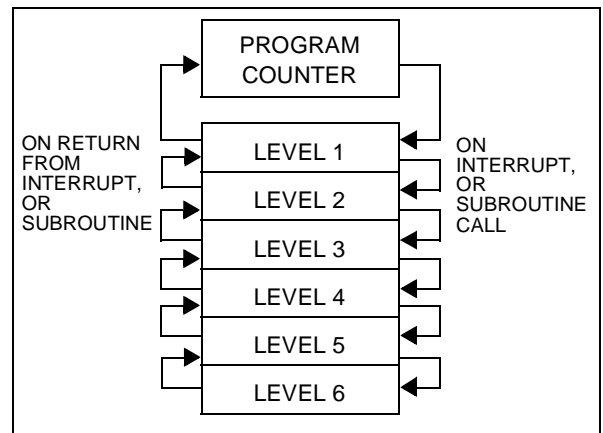 PROGRAM
COUNTER
ON RETURN
FROM
INTERRUPT,
OR
SUBROUTINE
LEVEL 1
LEVEL 2
LEVEL 3
LEVEL 4
LEVEL 5
LEVEL 6
ON
INTERRUPT,
OR
SUBROUTINE
CALL